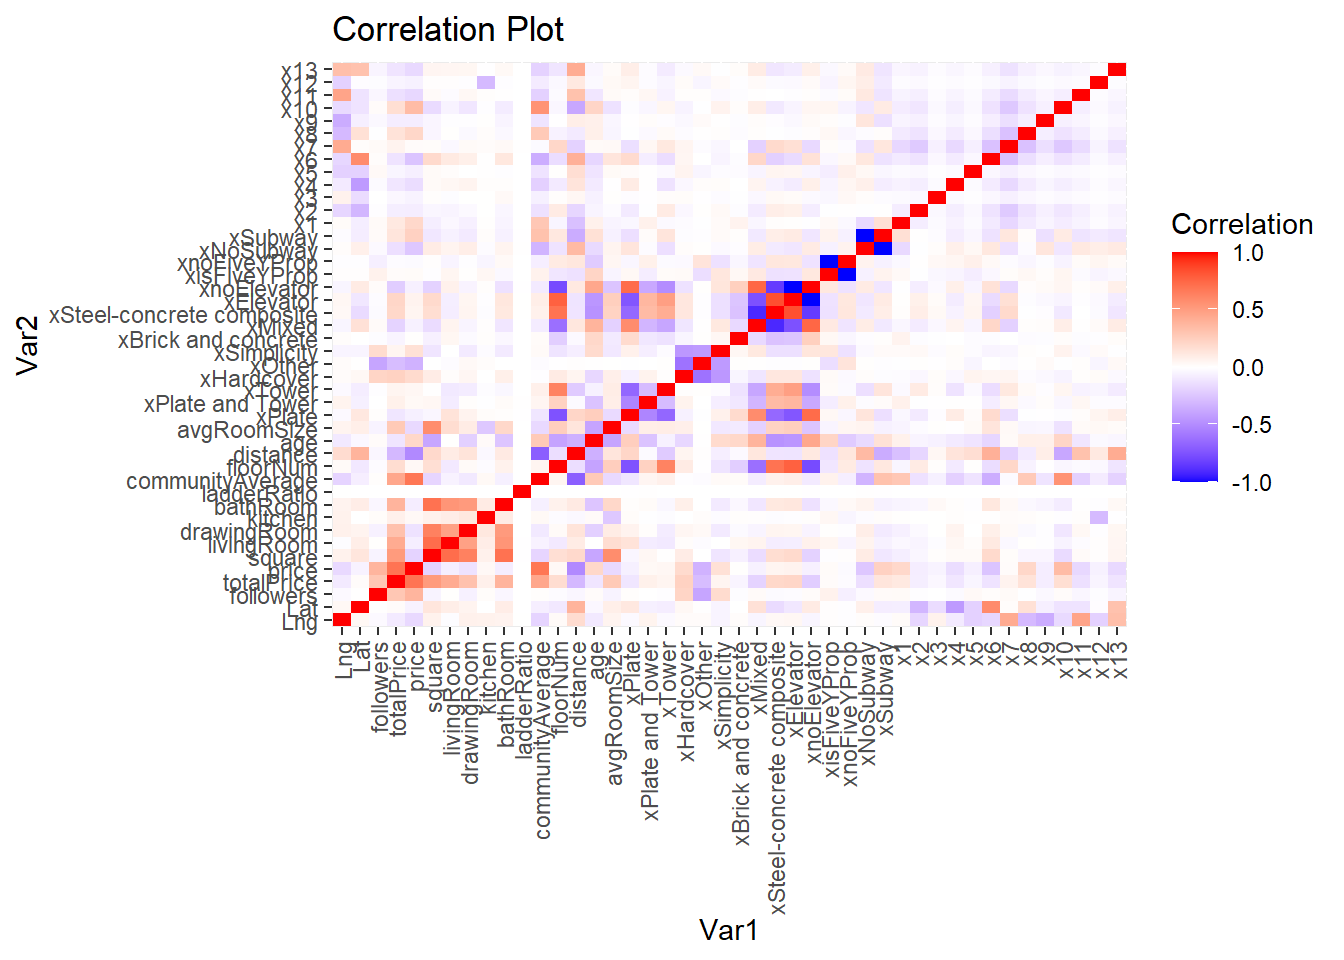 Correlation Plot
x13
x12
x11
x10
x9
x8
x7
x6
x5
x4
x3
x2
x1
xSubway
xNoSubway
xnoFiveYProp
xisFiveYProp
xnoElevator
xElevator
xSteel-concrete composite
xMixed
xBrick and concrete
xSimplicity
xOther
xHardcover
xTower
xPlate and Tower
xPlate
avgRoomSize
age
distance
floorNum
communityAverage
ladderRatio
bathRoom
kitchen
drawingRoom
livingRoom
square
price
totalPrice
followers
Lat
Lng
Var2
Lng
Lat
followers
totalPrice
price
square
livingRoom
drawingRoom
kitchen
bathRoom
ladderRatio
communityAverage
floorNum
distance
age
avgRoomSize
xPlate
xPlate and Tower
xTower
xHardcover
xOther
xSimplicity
xBrick and concrete
xMixed
xSteel-concrete composite
xElevator
xnoElevator
xisFiveYProp
xnoFiveYProp
xNoSubway
xSubway
x1
x2
x3
x4
x5
x6
x7
x8
x9
x10
x11
x12
x13
Var1
Correlation
1.0
0.5
0.0
-0.5
-1.0